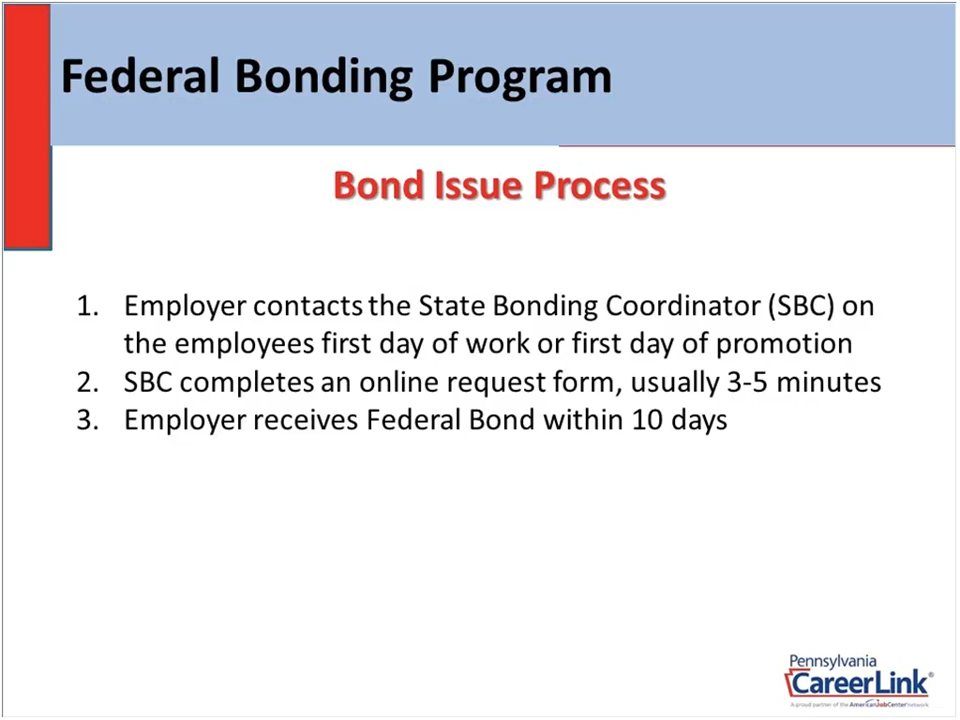 Federal Bonding Program
Bond Issue Process
1. Employer contacts the State Bonding Coordinator (SBC) on
the employees first day of work or first day of promotion
2. SBC completes an online request form, usually 3-5 minutes
3. Employer receives Federal Bond within 10 days
Pennsylvania
CareerLink®
A proud partner of the AmericanJobCenter network